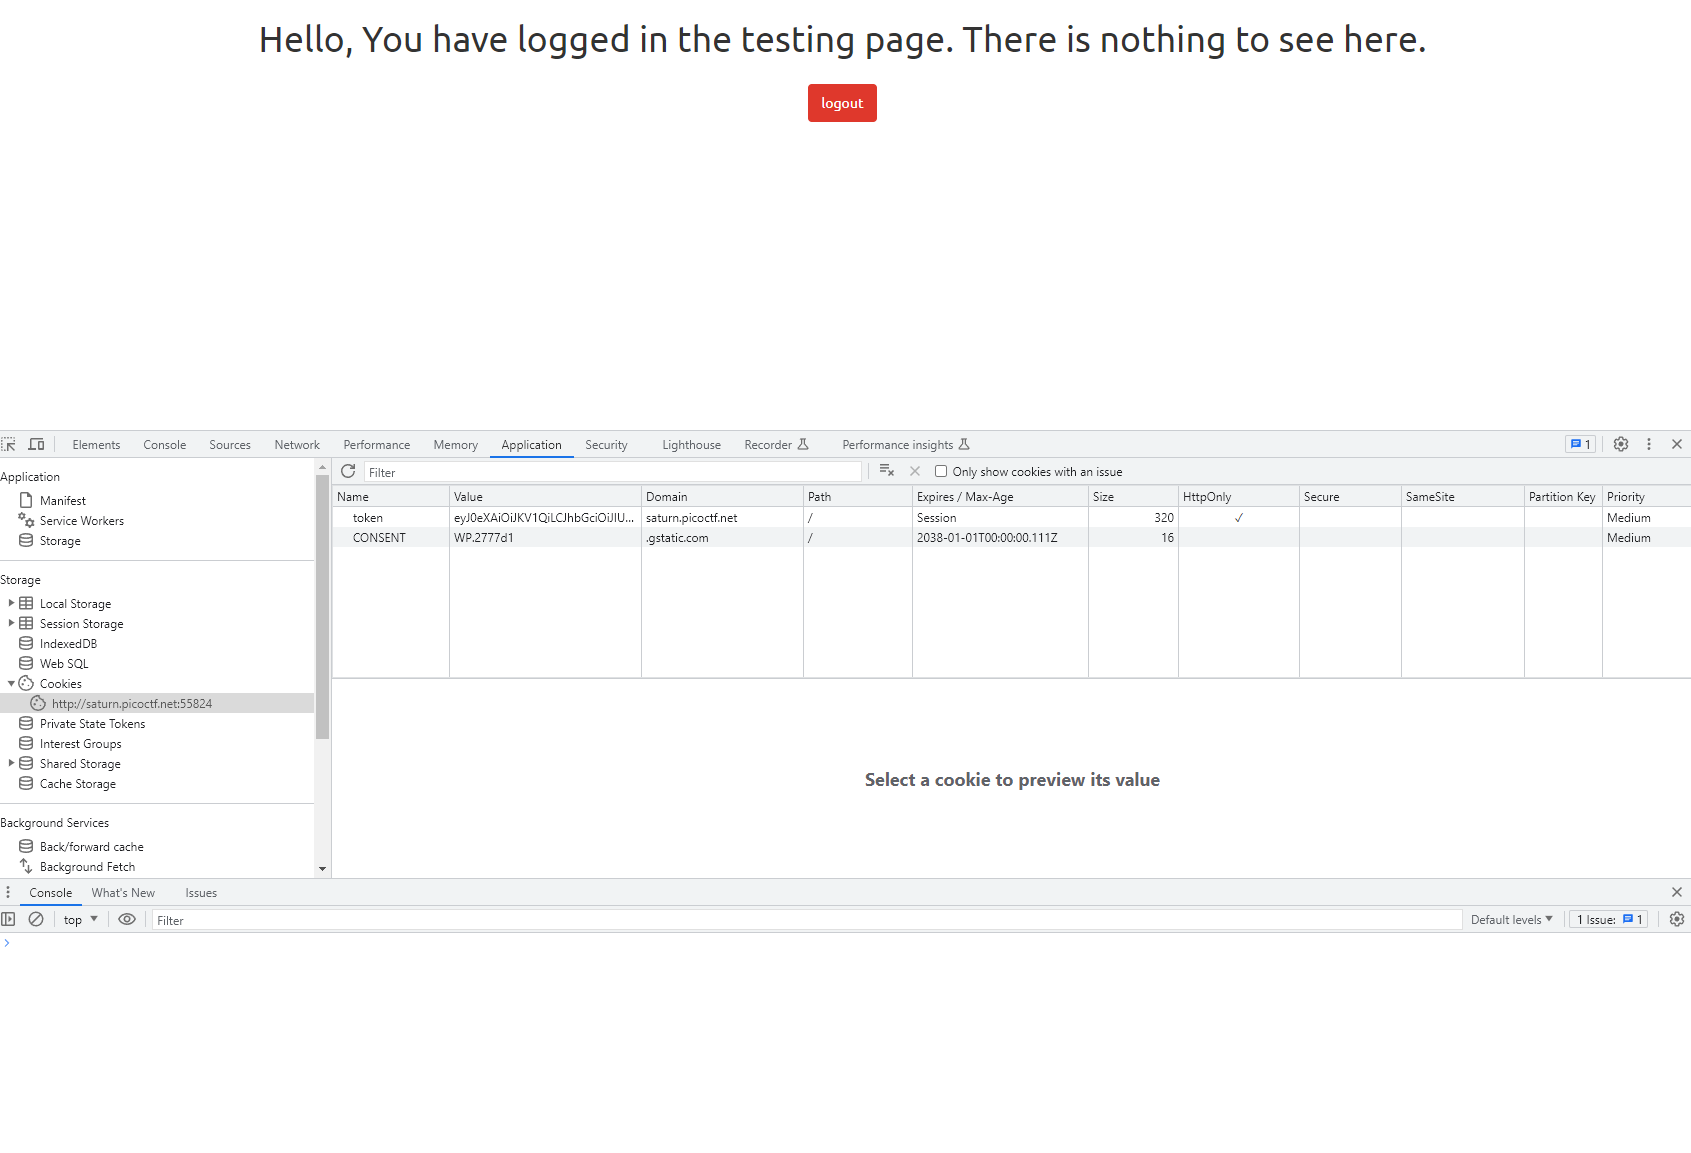 Hello, You have logged in the testing page. There is nothing to see here.
logout
Elements Console Sources Network Performance Memory Application Security Lighthouse Recorder Performance insights 1
Application
Manifest
Service Workers
Storage
Storage
Local Storage
Session Storage
IndexedDB
Web SQL
Cookies
http://saturn.picoctf.net:55824
Private State Tokens
Interest Groups
Shared Storage
Cache Storage
Background Services
Back/forward cache
Background Fetch
Filter Only show cookies with an issue
Name Value Domain Path Expires / Max-Age Size HttpOnly Secure SameSite Partition Key Priority
token eyJ0eXAiOiJKV1QiLCJhbGciOiJIU... saturn.picoctf.net / Session 320 ✓ Medium
CONSENT WP.2777d1 .gstatic.com / 2038-01-01T00:00:00.111Z 16 Medium
Select a cookie to preview its value
Console What's New Issues
top Filter Default levels 1 Issue: 1